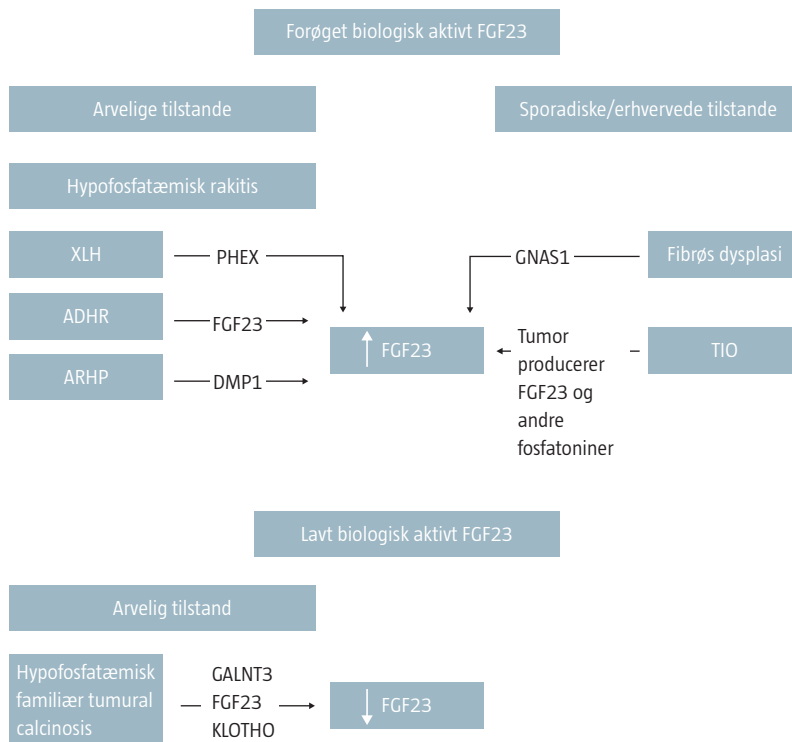 Forøget biologisk aktivt FGF23
Arvelige tilstande
Sporadiske/erhvervede tilstande
Hypofosfatæmisk rakitis
XLH
PHEX
GNAS1
Fibrøs dysplasi
ADHR
FGF23
ARHP
DMP1
FGF23
Tumor
producerer
FGF23 og
andre
fosfatoniner
TIO
Lavt biologisk aktivt FGF23
Arvelig tilstand
Hypofosfatæmisk
familiær tumural
calcinosis
GALNT3
FGF23
KLOTHO
FGF23